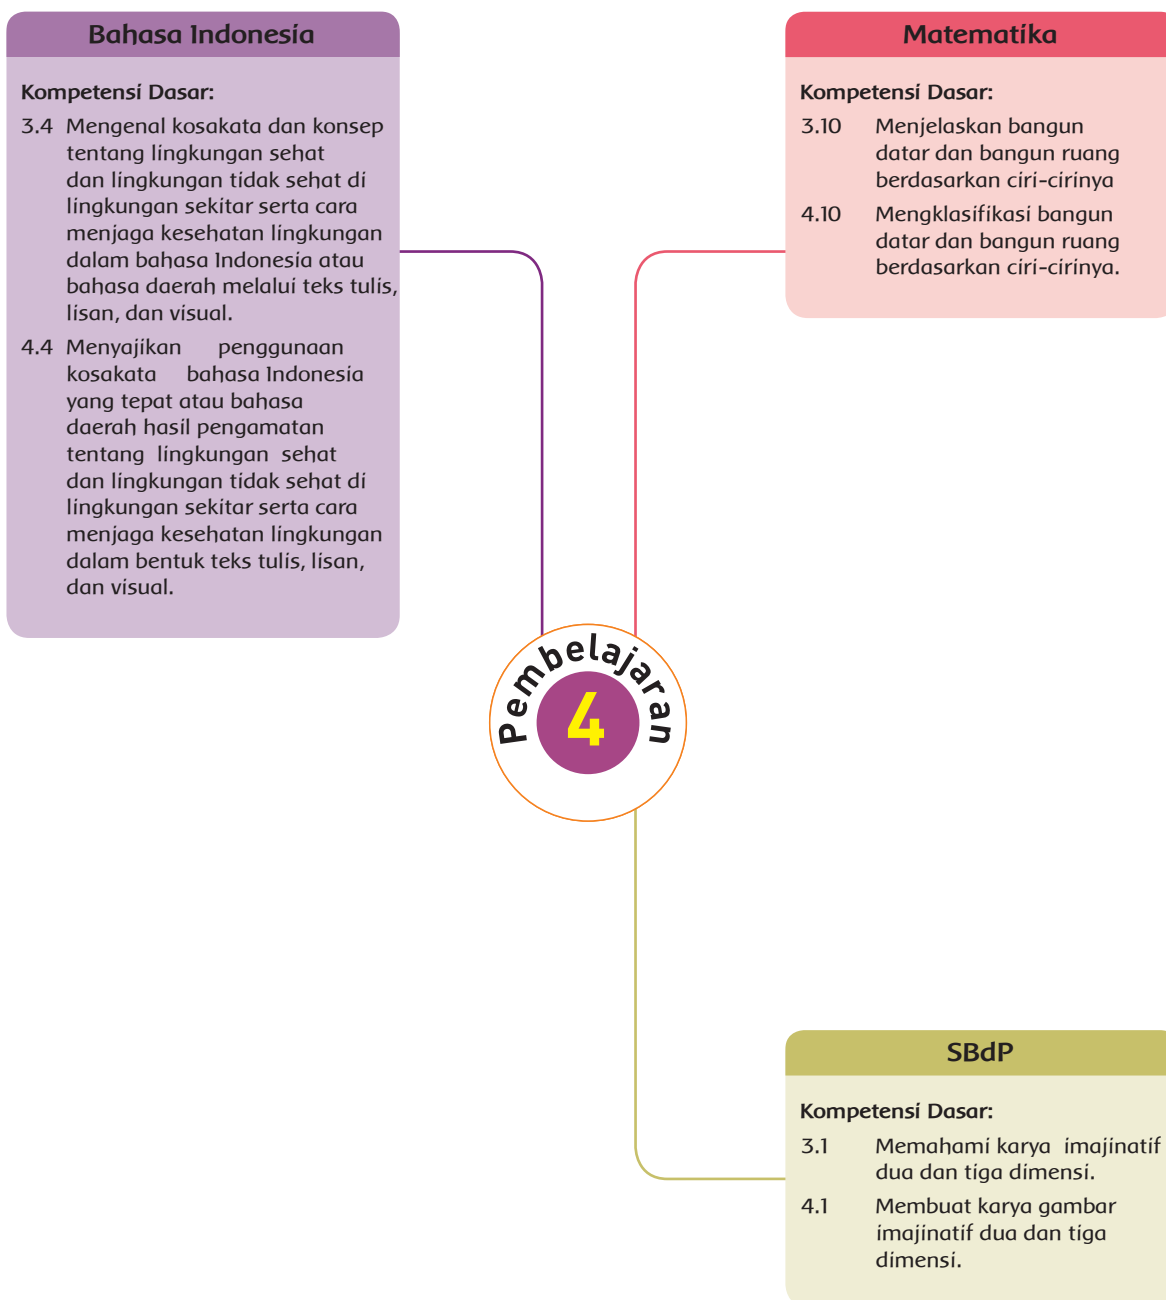 Bahasa Indonesia
Kompetensi Dasar:
3.4 Mengenal kosakata dan konsep
tentang lingkungan sehat
dan lingkungan tidak sehat di
lingkungan sekitar serta cara
menjaga kesehatan lingkungan
dalam bahasa Indonesia atau
bahasa daerah melalui teks tulis,
lisan, dan visual.
4.4 Menyajikan penggunaan
kosakata bahasa Indonesia
yang tepat atau bahasa
daerah hasil pengamatan
tentang lingkungan sehat
dan lingkungan tidak sehat di
lingkungan sekitar serta cara
menjaga kesehatan lingkungan
dalam bentuk teks tulis, lisan,
dan visual.
Matematika
Kompetensi Dasar:
3.10 Menjelaskan bangun
datar dan bangun ruang
berdasarkan ciri-cirinya
4.10 Mengklasifikasi bangun
datar dan bangun ruang
berdasarkan ciri-cirinya.
Pembelajaran
4
SBdP
Kompetensi Dasar:
3.1 Memahami karya imajinatif
dua dan tiga dimensi.
4.1 Membuat karya gambar
imajinatif dua dan tiga
dimensi.